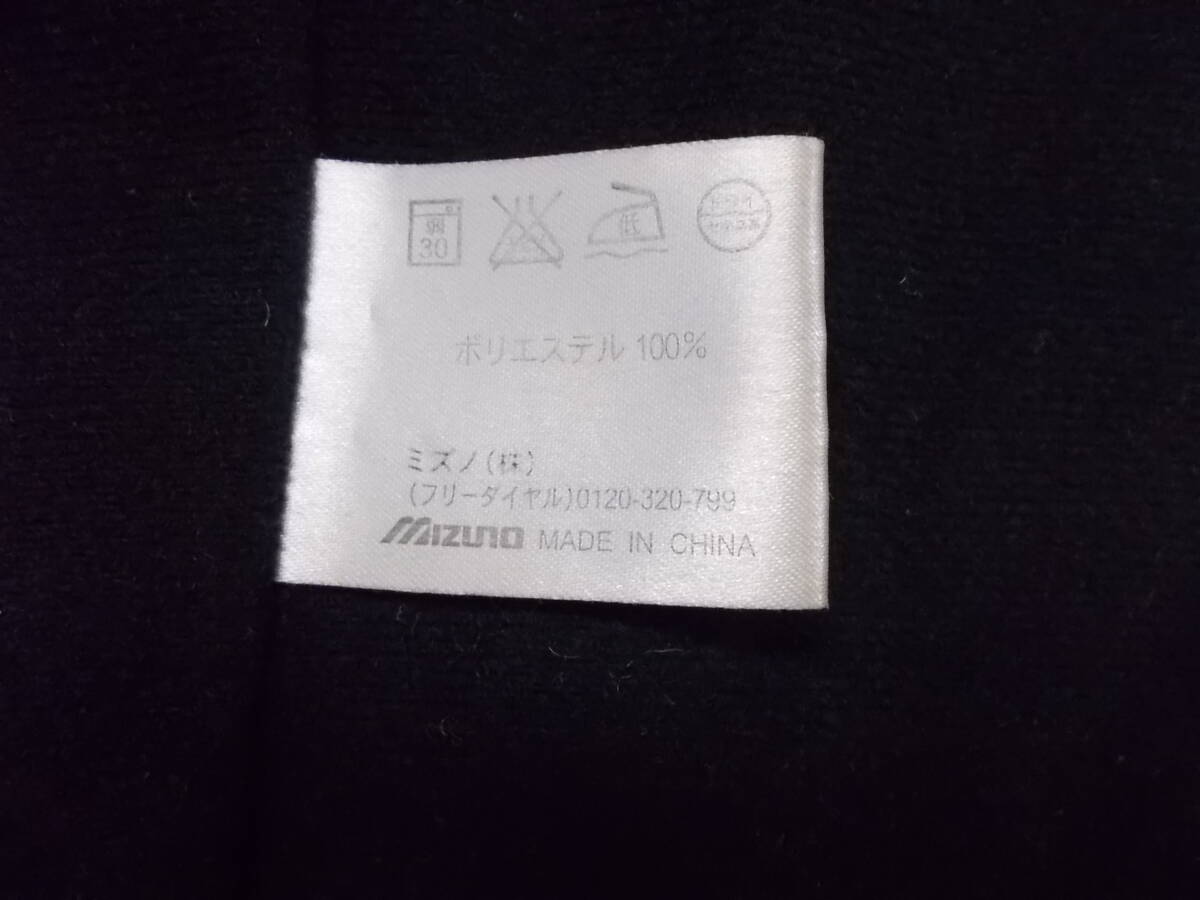 弱 30 低 ドライ
セキユ系
ポリエステル 100%
ミズノ(株)
(フリーダイヤル)0120-320-799
MIZUNO MADE IN CHINA